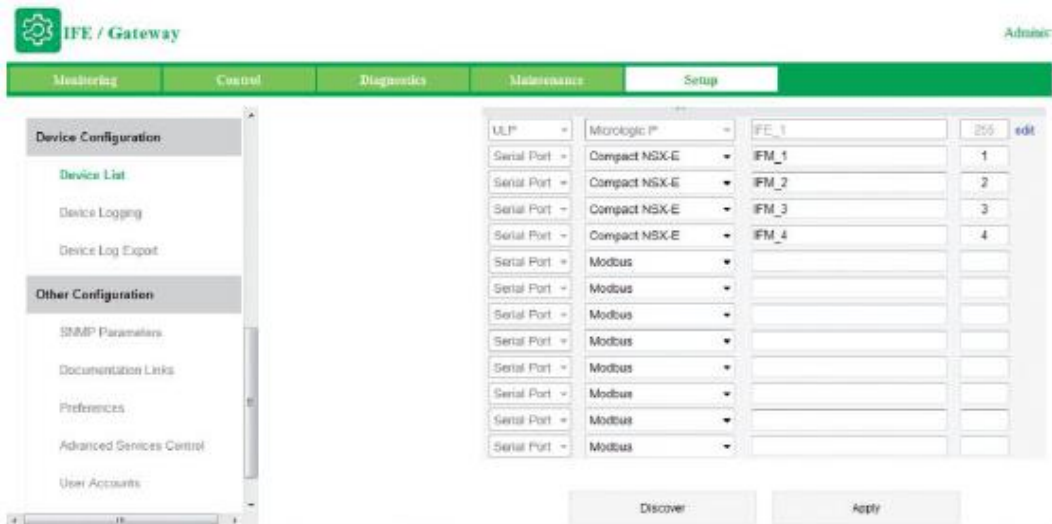 IFE / Gateway
Adminis
Monitoring Control Diagnostics Maintenance Setup
Device Configuration
Device List
Device Logging
Device Log Export
Other Configuration
SNMP Parameters
Documentation Links
Preferences
Advanced Services Control
User Accounts
ULP Micrologic P IFE_1 255 edit
Serial Port Compact NSX-E IFM_1 1
Serial Port Compact NSX-E IFM_2 2
Serial Port Compact NSX-E IFM_3 3
Serial Port Compact NSX-E IFM_4 4
Serial Port Modbus
Serial Port Modbus
Serial Port Modbus
Serial Port Modbus
Serial Port Modbus
Serial Port Modbus
Serial Port Modbus
Serial Port Modbus
Discover Apply